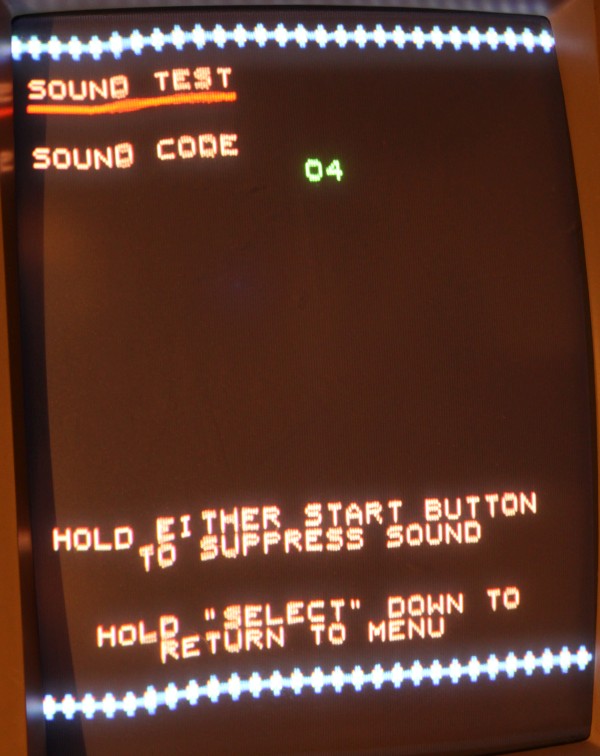 SOUND TEST
SOUND CODE
04
HOLD EITHER START BUTTON
TO SUPPRESS SOUND
HOLD "SELECT" DOWN TO
RETURN TO MENU